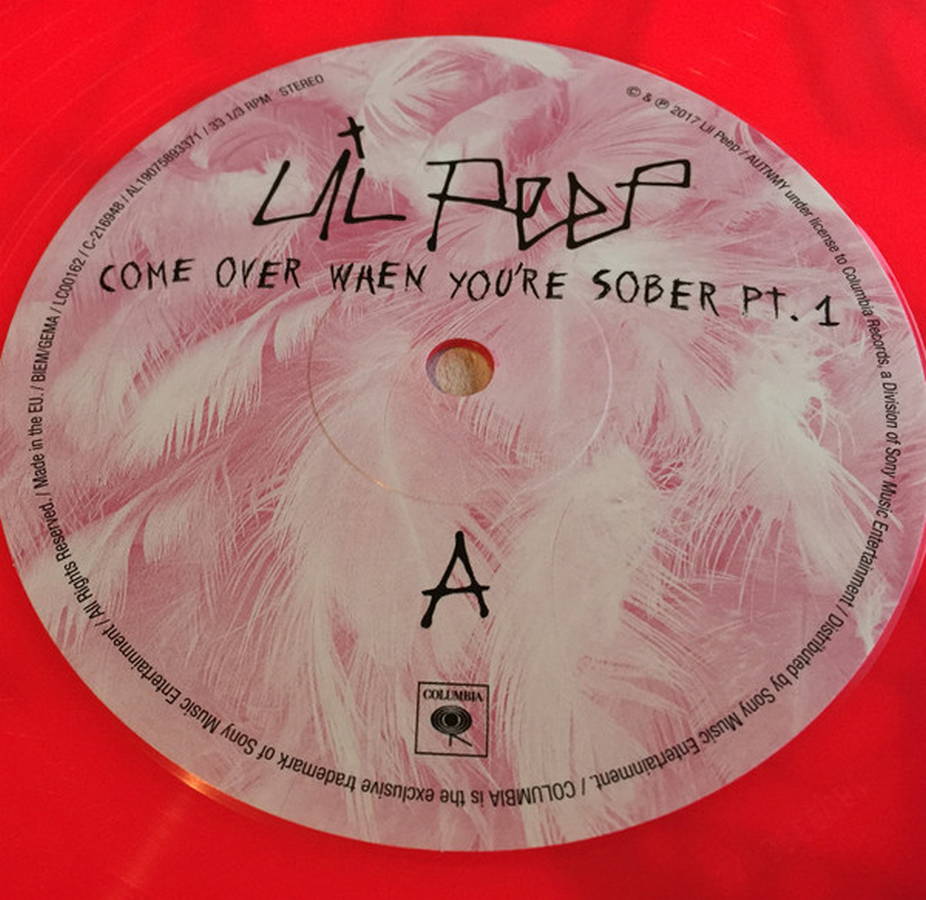 Lil Peep
COME OVER WHEN YOU'RE SOBER PT. 1
A
COLUMBIA
© & ℗ 2017 Lil Peep / AUTNMY under license to Columbia Records, a Division of Sony Music Entertainment / Distributed by Sony Music Entertainment. / COLUMBIA is the exclusive trademark of Sony Music Entertainment / All Rights Reserved. / Made in the EU. / BIEM/GEMA / LC00162 / C-216948 / AL19075893371 / 33 1/3 RPM STEREO